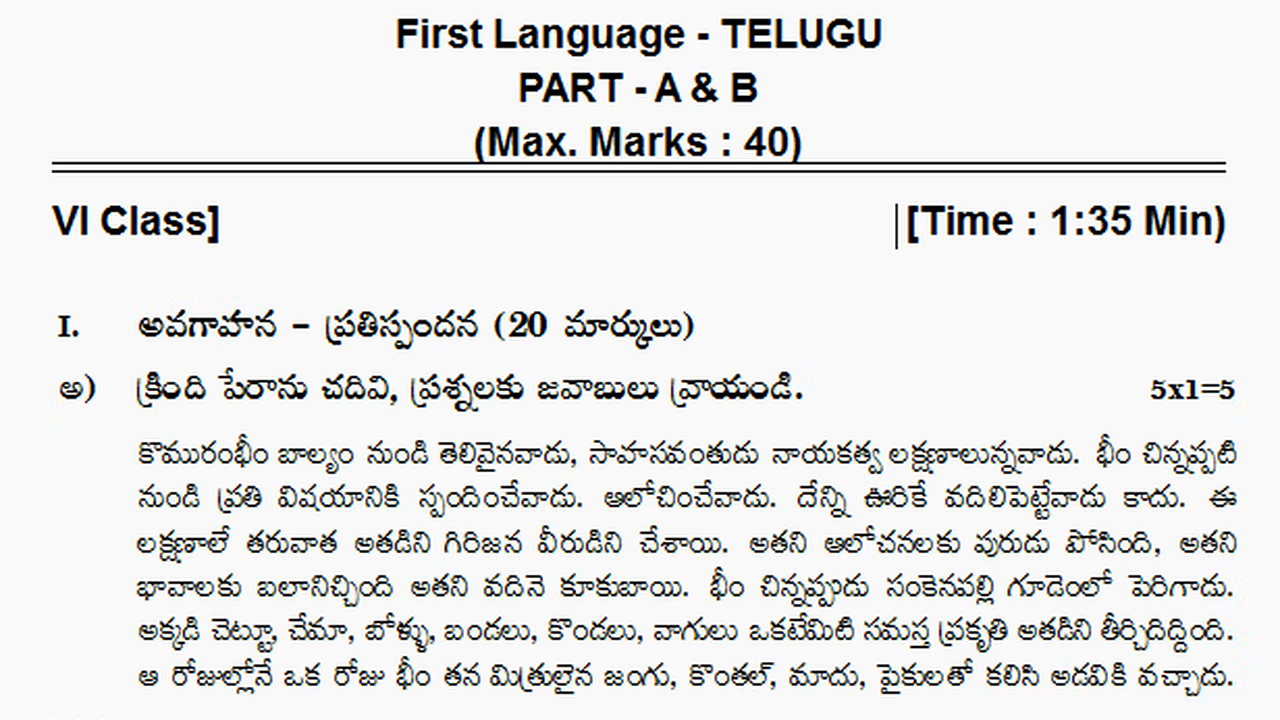 First Language - TELUGU
PART - A & B
(Max. Marks : 40)
VI Class] [Time : 1:35 Min)
I. అవగాహన – ప్రతిస్పందన (20 మార్కులు)
అ) క్రింది పేరాను చదివి, ప్రశ్నలకు జవాబులు వ్రాయండి. 5x1=5
కొమురంభీం బాల్యం నుండి తెలివైనవాడు, సాహసవంతుడు నాయకత్వ లక్షణాలున్నవాడు. భీం చిన్నప్పటి
నుండి ప్రతి విషయానికి స్పందించేవాడు. ఆలోచించేవాడు. దేన్ని ఊరికే వదిలిపెట్టేవాడు కాదు. ఈ
లక్షణాలే తరువాత అతడిని గిరిజన వీరుడిని చేశాయి. అతని ఆలోచనలకు పురుడు పోసింది, అతని
భావాలకు బలానిచ్చింది అతని వదినె కూకుబాయి. భీం చిన్నప్పుడు సంకెనపల్లి గూడెంలో పెరిగాడు.
అక్కడి చెట్టూ, చేమా, బోళ్ళు, బండలు, కొండలు, వాగులు ఒకటేమిటి సమస్త ప్రకృతి అతడిని తీర్చిదిద్దింది.
ఆ రోజుల్లోనే ఒక రోజు భీం తన మిత్రులైన జంగు, కొంతల్, మాదు, పైకులతో కలిసి అడవికి వచ్చాడు.